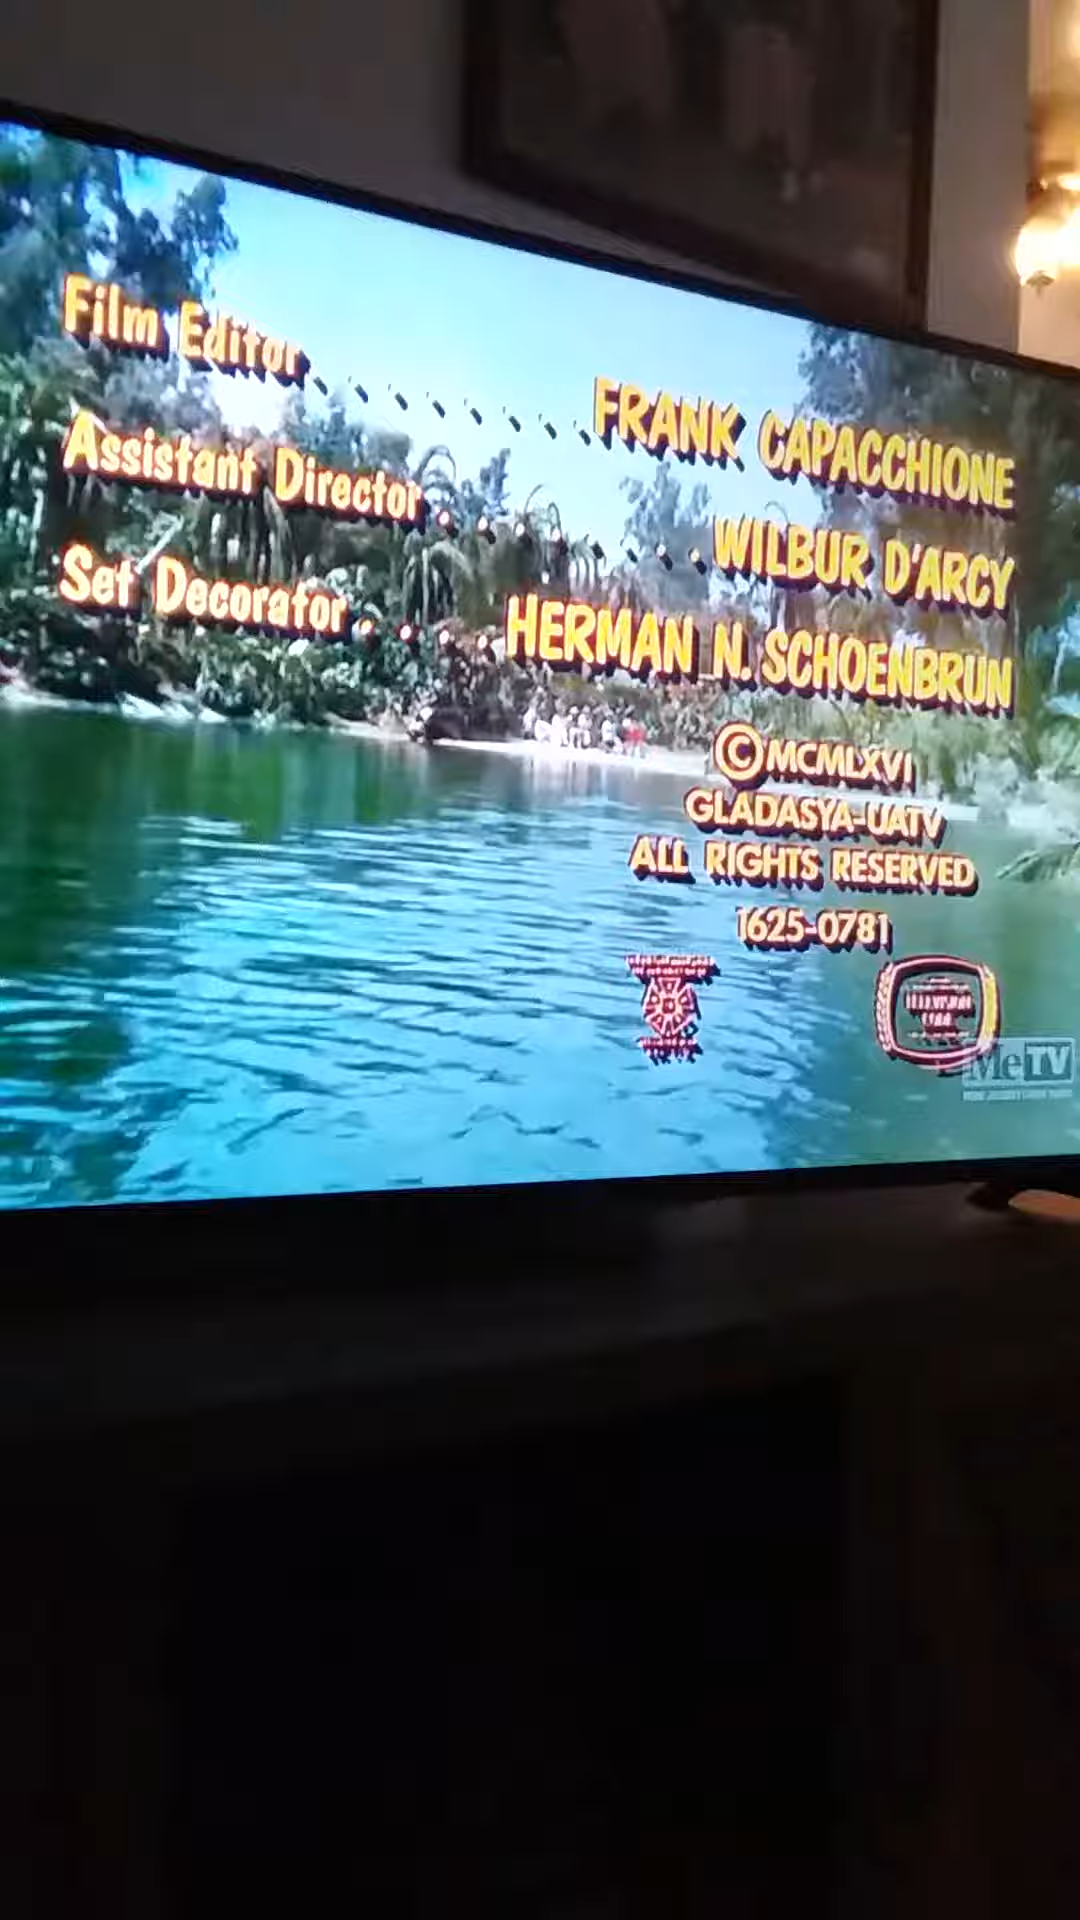 Film Editor. . . . . . . .FRANK CAPACCHIONE
Assistant Director. . . . . . . .WILBUR D'ARCY
Set Decorator. . . .HERMAN N. SCHOENBRUN
©MCMLXVI
GLADASYA-UATV
ALL RIGHTS RESERVED
1625-0781
MeTV